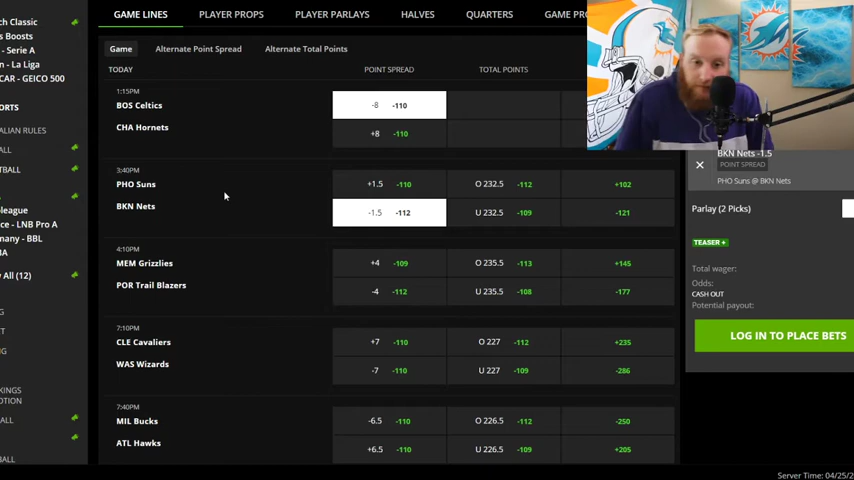 GAME LINES PLAYER PROPS PLAYER PARLAYS HALVES QUARTERS GAME
ch Classic
s Boosts
- Serie A
- La Liga
CAR - GEICO 500
Game Alternate Point Spread Alternate Total Points
TODAY POINT SPREAD TOTAL POINTS
1:15PM
BOS Celtics -8 -110
CHA Hornets +8 -110
3:40PM
PHO Suns +1.5 -110 O 232.5 -112 +102
BKN Nets -1.5 -112 U 232.5 -109 -121
4:10PM
MEM Grizzlies +4 -109 O 235.5 -113 +145
POR Trail Blazers -4 -112 U 235.5 -108 -177
7:10PM
CLE Cavaliers +7 -110 O 227 -112 +235
WAS Wizards -7 -110 U 227 -109 -286
7:40PM
MIL Bucks -6.5 -110 O 226.5 -112 -250
ATL Hawks +6.5 -110 U 226.5 -109 +205
ORTS
ALIAN RULES
ALL
TBALL
league
ce - LNB Pro A
many - BBL
BA
All (12)
G
KET
NG
KINGS
OTION
ALL
BALL
BKN Nets -1.5
POINT SPREAD
PHO Suns @ BKN Nets
Parlay (2 Picks)
TEASER +
Total wager:
Odds:
CASH OUT
Potential payout:
LOG IN TO PLACE BETS
Server Time: 04/25/2